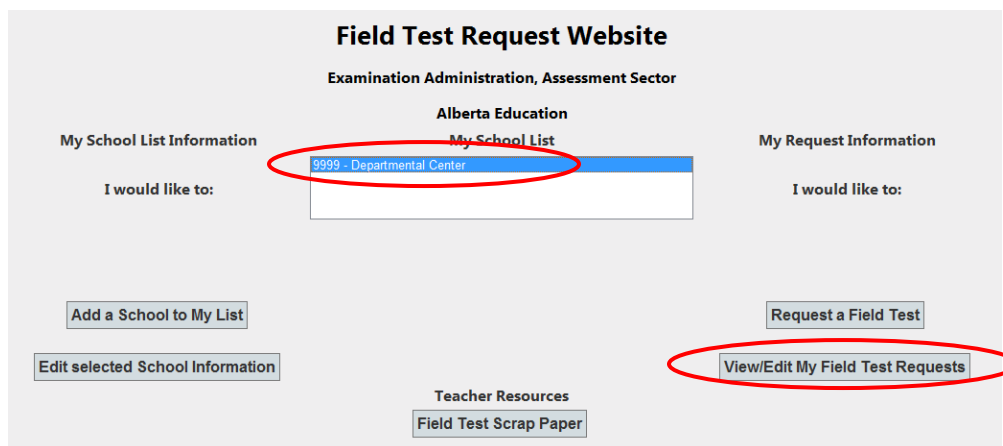 Field Test Request Website
Examination Administration, Assessment Sector
Alberta Education
My School List Information
My School List
My Request Information
9999 - Departmental Center
I would like to:
I would like to:
Add a School to My List
Request a Field Test
Edit selected School Information
View/Edit My Field Test Requests
Teacher Resources
Field Test Scrap Paper